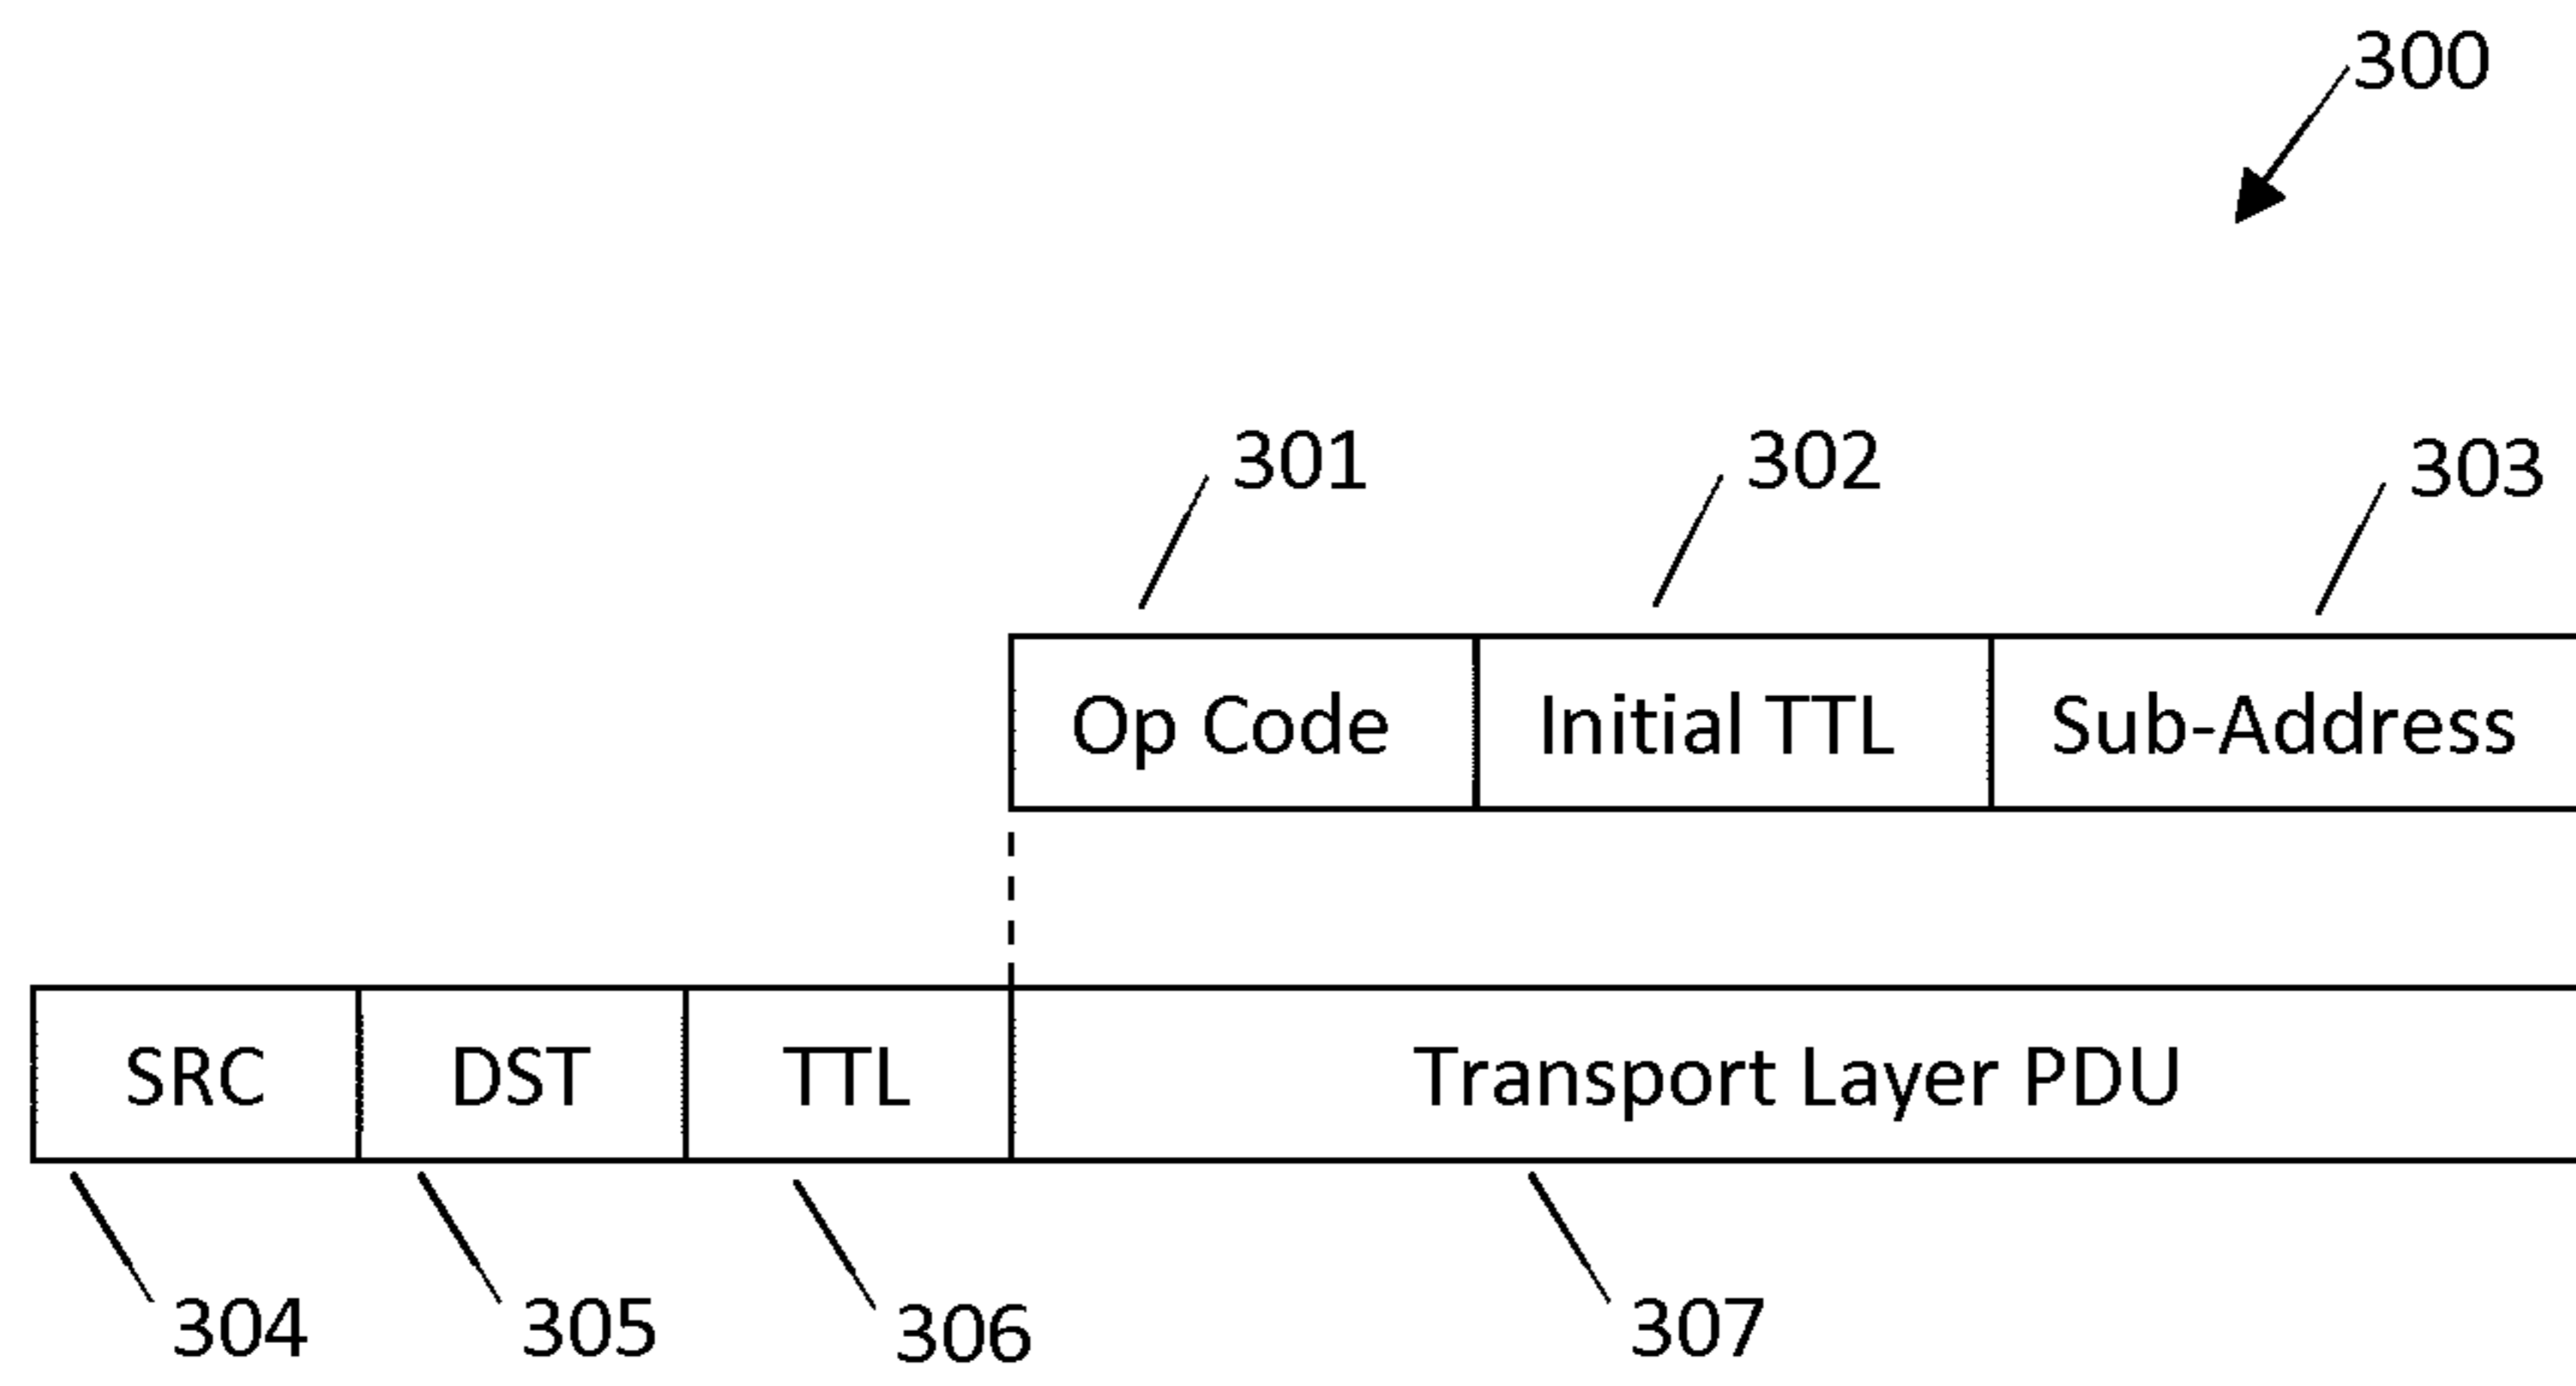 300
301 302 303
Op Code Initial TTL Sub-Address
SRC DST TTL Transport Layer PDU
304 305 306 307